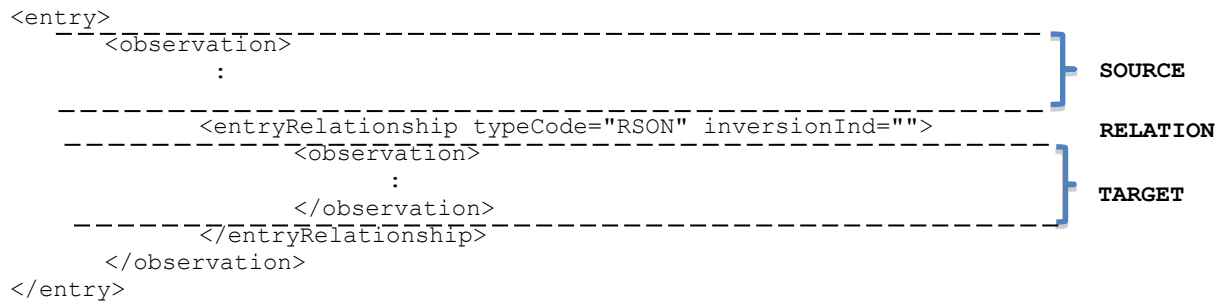 <entry>
<observation>
:
SOURCE
<entryRelationship typeCode="RSON" inversionInd="">
RELATION
<observation>
:
TARGET
</observation>
</entryRelationship>
</observation>
</entry>